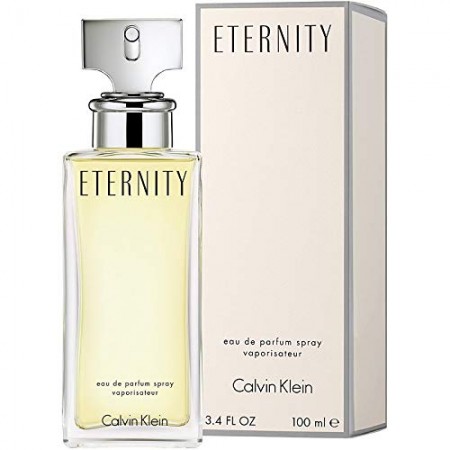 ETERNITY
eau de parfum spray
vaporisateur
Calvin Klein
ETERNITY
eau de parfum spray
vaporisateur
Calvin Klein
3.4 FL OZ 100 ml ℮